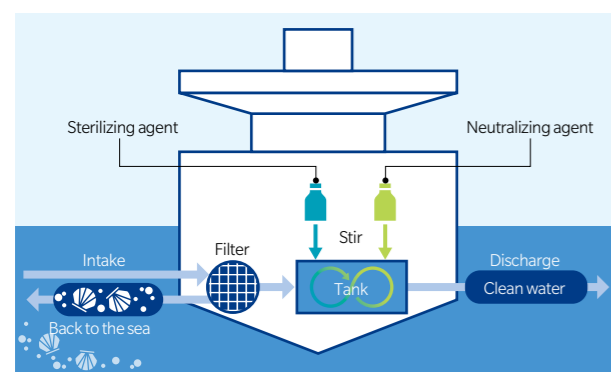 Sterilizing agent
Neutralizing agent
Stir
Filter
Intake
Tank
Discharge
Clean water
Back to the sea